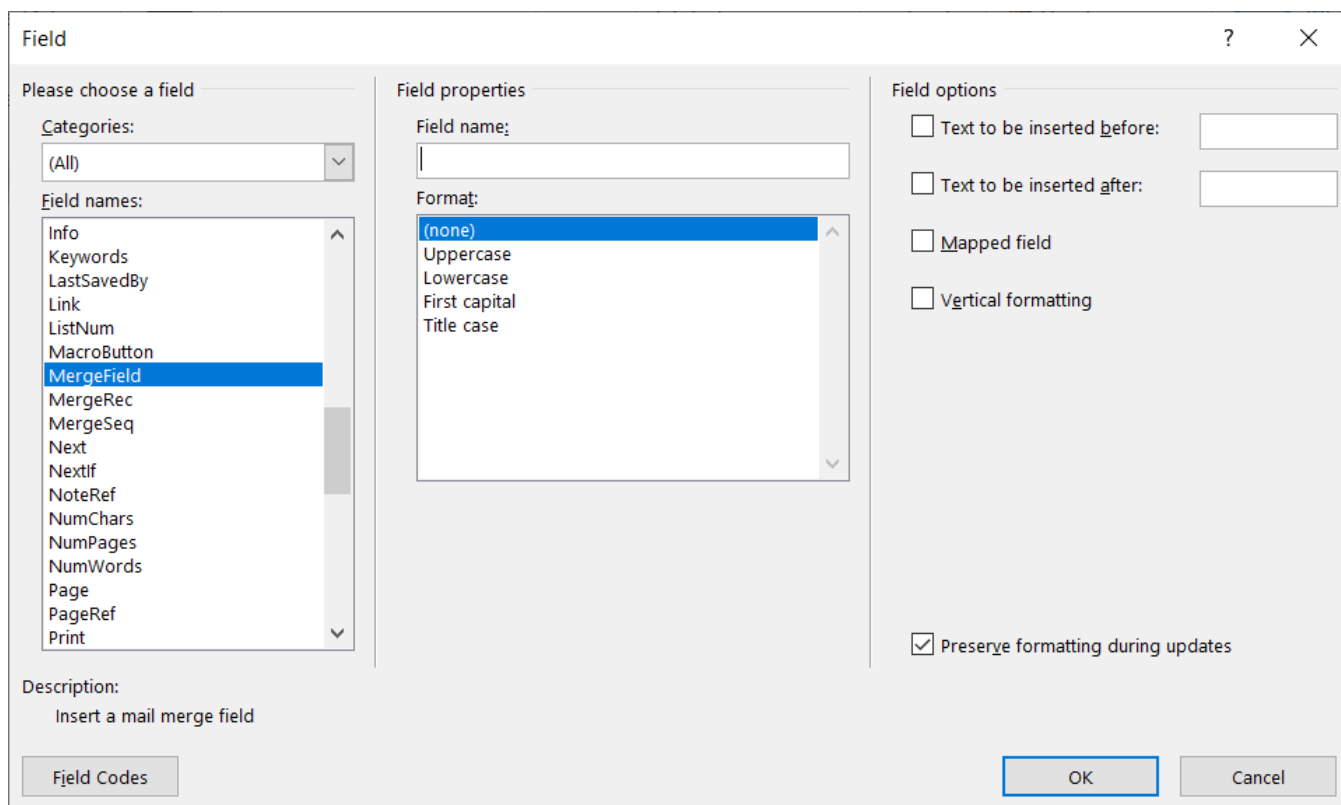 Field
?
Please choose a field
Categories:
(All)
Field names:
Info
Keywords
LastSavedBy
Link
ListNum
MacroButton
MergeField
MergeRec
MergeSeq
Next
NextIf
NoteRef
NumChars
NumPages
NumWords
Page
PageRef
Print
Field properties
Field name:
Format:
(none)
Uppercase
Lowercase
First capital
Title case
Field options
Text to be inserted before:
Text to be inserted after:
Mapped field
Vertical formatting
Preserve formatting during updates
Description:
Insert a mail merge field
Field Codes
OK
Cancel